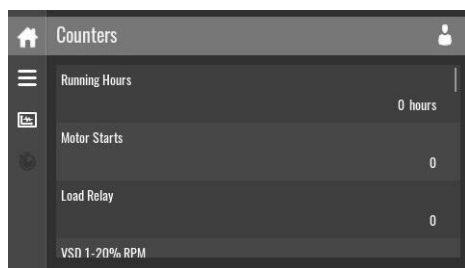 Counters
Running Hours
0 hours
Motor Starts
0
Load Relay
0
VSD 1-20% RPM